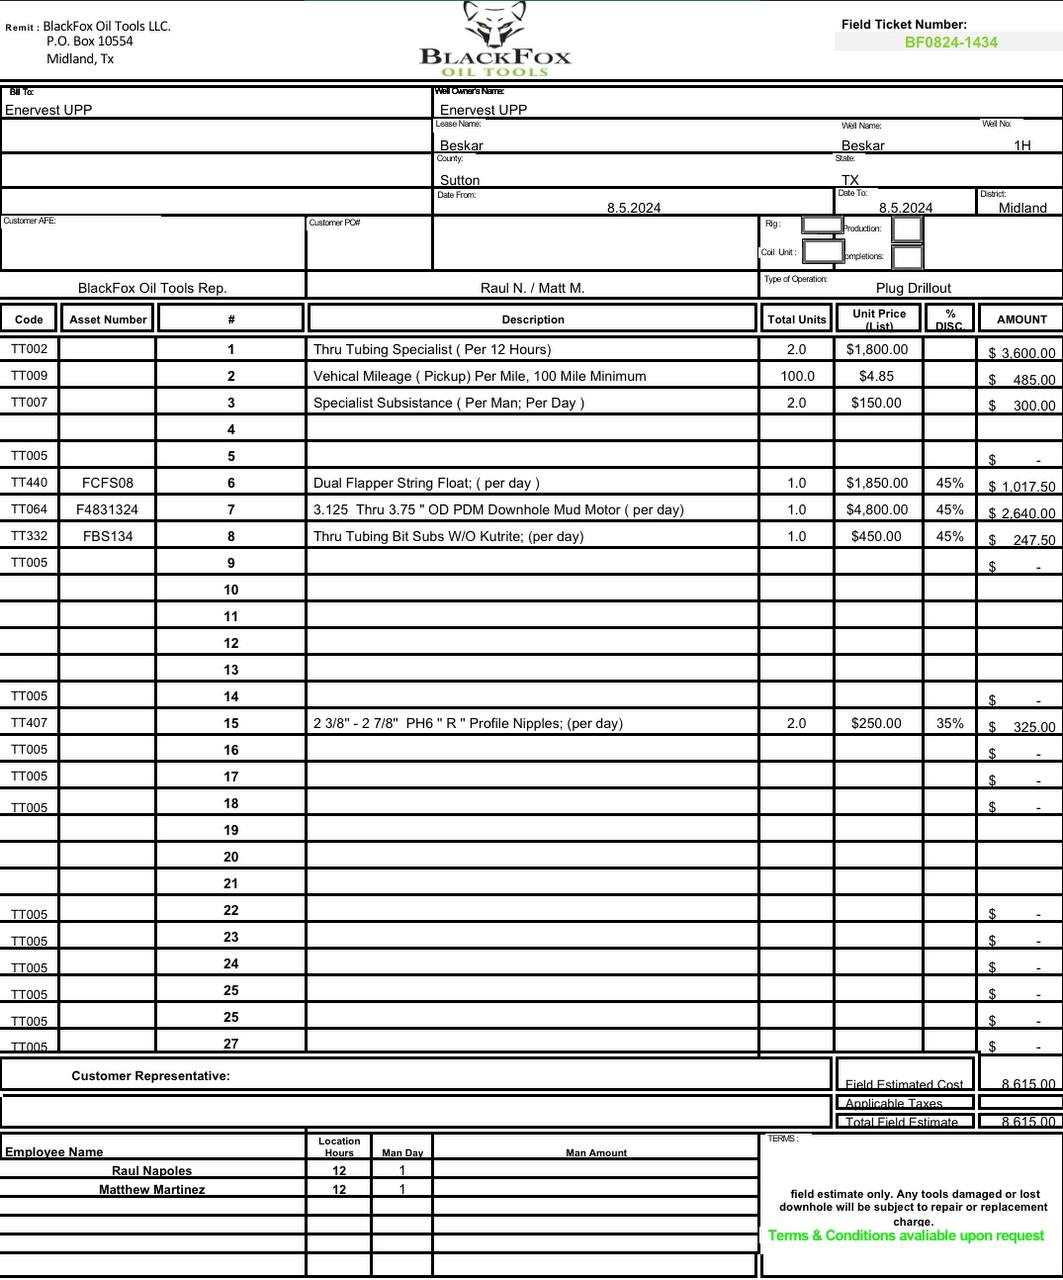 Remit : BlackFox Oil Tools LLC.
P.O. Box 10554
Midland, Tx
BLACKFOX
OIL TOOLS
Field Ticket Number:
BF0824-1434
Bill To:
Enervest UPP
Well Owner's Name:
Enervest UPP
Lease Name: Well Name: Well No:
Beskar Beskar 1H
County: State:
Sutton TX
Date From: Date To: District:
8.5.2024 8.5.2024 Midland
Customer AFE: Customer PO# Rig : Production:
Coil Unit : ompletions:
BlackFox Oil Tools Rep. Raul N. / Matt M. Type of Operation: Plug Drillout
Code Asset Number # Description Total Units Unit Price (List) % DISC. AMOUNT
TT002 1 Thru Tubing Specialist ( Per 12 Hours) 2.0 $1,800.00 $ 3,600.00
TT009 2 Vehical Mileage ( Pickup) Per Mile, 100 Mile Minimum 100.0 $4.85 $ 485.00
TT007 3 Specialist Subsistance ( Per Man; Per Day ) 2.0 $150.00 $ 300.00
4
TT005 5 $ -
TT440 FCFS08 6 Dual Flapper String Float; ( per day ) 1.0 $1,850.00 45% $ 1,017.50
TT064 F4831324 7 3.125 Thru 3.75 " OD PDM Downhole Mud Motor ( per day) 1.0 $4,800.00 45% $ 2,640.00
TT332 FBS134 8 Thru Tubing Bit Subs W/O Kutrite; (per day) 1.0 $450.00 45% $ 247.50
TT005 9 $ -
10
11
12
13
TT005 14 $ -
TT407 15 2 3/8" - 2 7/8" PH6 " R " Profile Nipples; (per day) 2.0 $250.00 35% $ 325.00
TT005 16 $ -
TT005 17 $ -
TT005 18 $ -
19
20
21
TT005 22 $ -
TT005 23 $ -
TT005 24 $ -
TT005 25 $ -
TT005 25 $ -
TT005 27 $ -
Customer Representative: Field Estimated Cost 8,615.00
Applicable Taxes
Total Field Estimate 8,615.00
Employee Name Location Hours Man Day Man Amount
Raul Napoles 12 1
Matthew Martinez 12 1
TERMS :
field estimate only. Any tools damaged or lost
downhole will be subject to repair or replacement
charge.
Terms & Conditions avaliable upon request